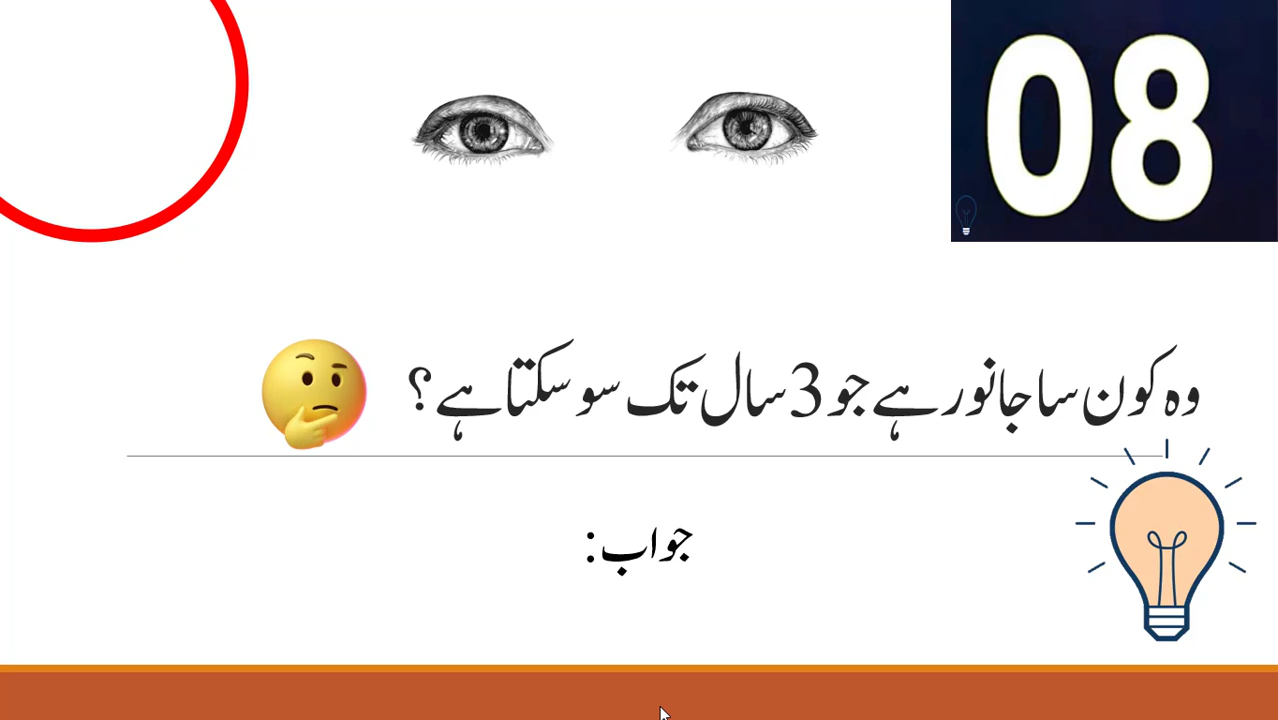 08
وہ کون سا جانور ہے جو 3 سال تک سو سکتا ہے؟
جواب: